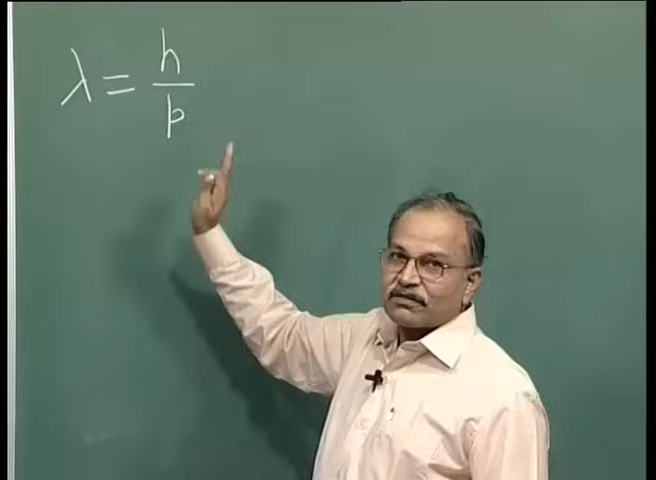 λ = h/p